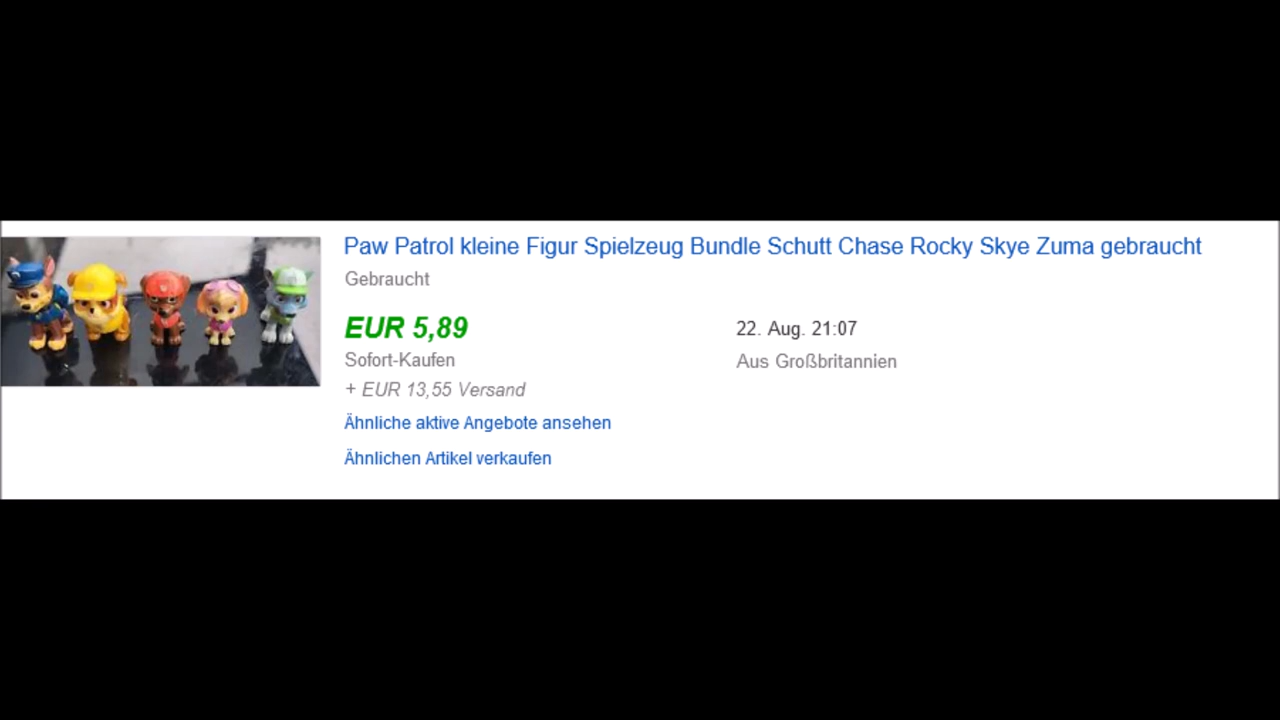 Paw Patrol kleine Figur Spielzeug Bundle Schutt Chase Rocky Skye Zuma gebraucht
Gebraucht
EUR 5,89
22. Aug. 21:07
Sofort-Kaufen
Aus Großbritannien
+ EUR 13,55 Versand
Ähnliche aktive Angebote ansehen
Ähnlichen Artikel verkaufen